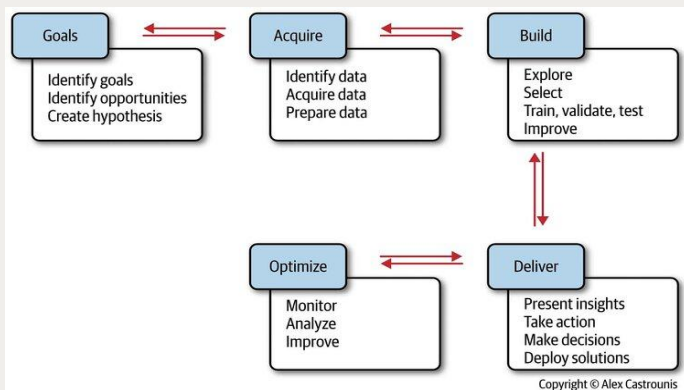 Goals
Identify goals
Identify opportunities
Create hypothesis
Acquire
Identify data
Acquire data
Prepare data
Build
Explore
Select
Train, validate, test
Improve
Optimize
Monitor
Analyze
Improve
Deliver
Present insights
Take action
Make decisions
Deploy solutions
Copyright © Alex Castrounis